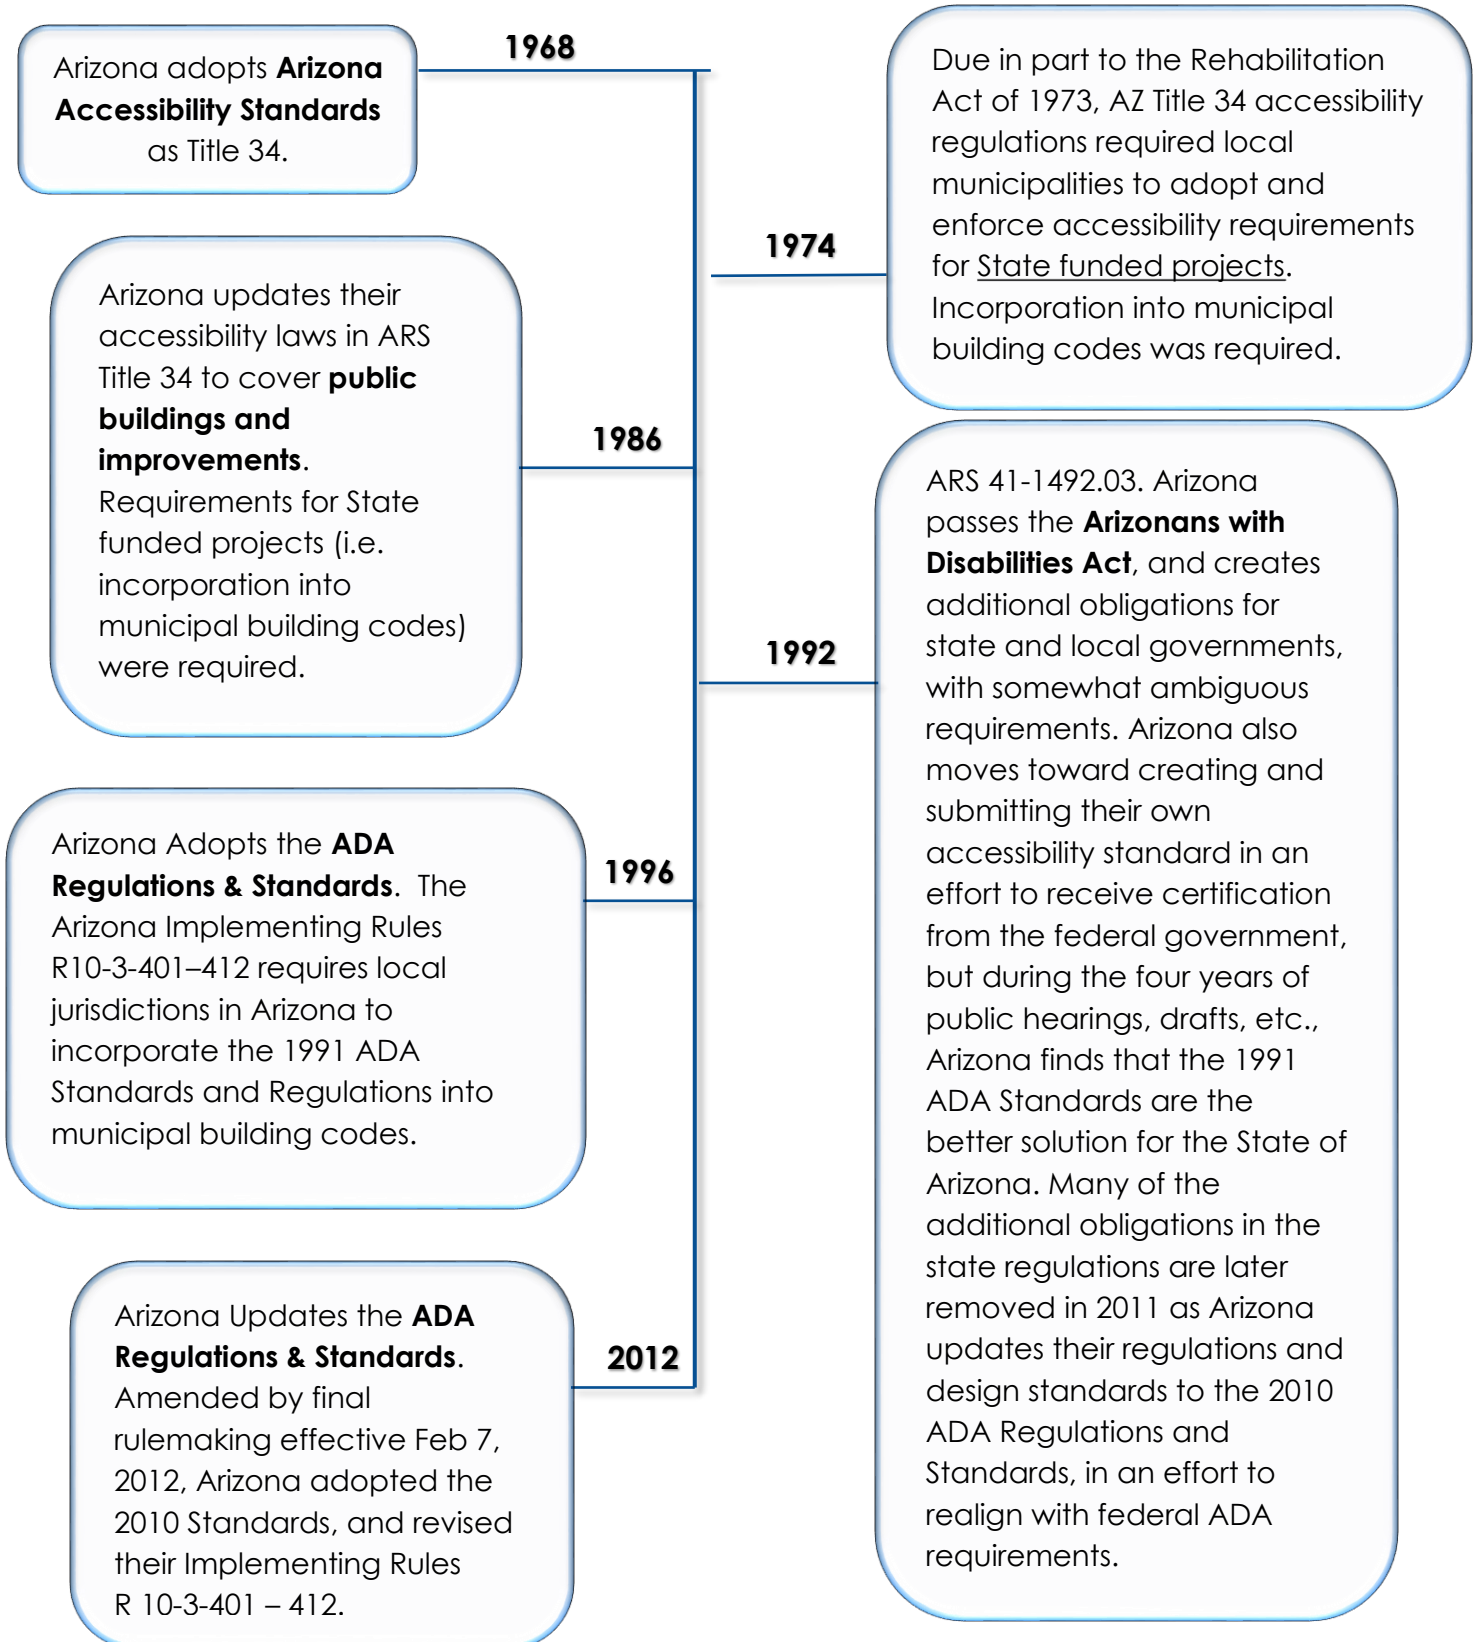 1968
Arizona adopts Arizona
Accessibility Standards
as Title 34.
1974
Due in part to the Rehabilitation
Act of 1973, AZ Title 34 accessibility
regulations required local
municipalities to adopt and
enforce accessibility requirements
for State funded projects.
Incorporation into municipal
building codes was required.
1986
Arizona updates their
accessibility laws in ARS
Title 34 to cover public
buildings and
improvements.
Requirements for State
funded projects (i.e.
incorporation into
municipal building codes)
were required.
1992
ARS 41-1492.03. Arizona
passes the Arizonans with
Disabilities Act, and creates
additional obligations for
state and local governments,
with somewhat ambiguous
requirements. Arizona also
moves toward creating and
submitting their own
accessibility standard in an
effort to receive certification
from the federal government,
but during the four years of
public hearings, drafts, etc.,
Arizona finds that the 1991
ADA Standards are the
better solution for the State of
Arizona. Many of the
additional obligations in the
state regulations are later
removed in 2011 as Arizona
updates their regulations and
design standards to the 2010
ADA Regulations and
Standards, in an effort to
realign with federal ADA
requirements.
1996
Arizona Adopts the ADA
Regulations & Standards.  The
Arizona Implementing Rules
R10-3-401–412 requires local
jurisdictions in Arizona to
incorporate the 1991 ADA
Standards and Regulations into
municipal building codes.
2012
Arizona Updates the ADA
Regulations & Standards.
Amended by final
rulemaking effective Feb 7,
2012, Arizona adopted the
2010 Standards, and revised
their Implementing Rules
R 10-3-401 – 412.